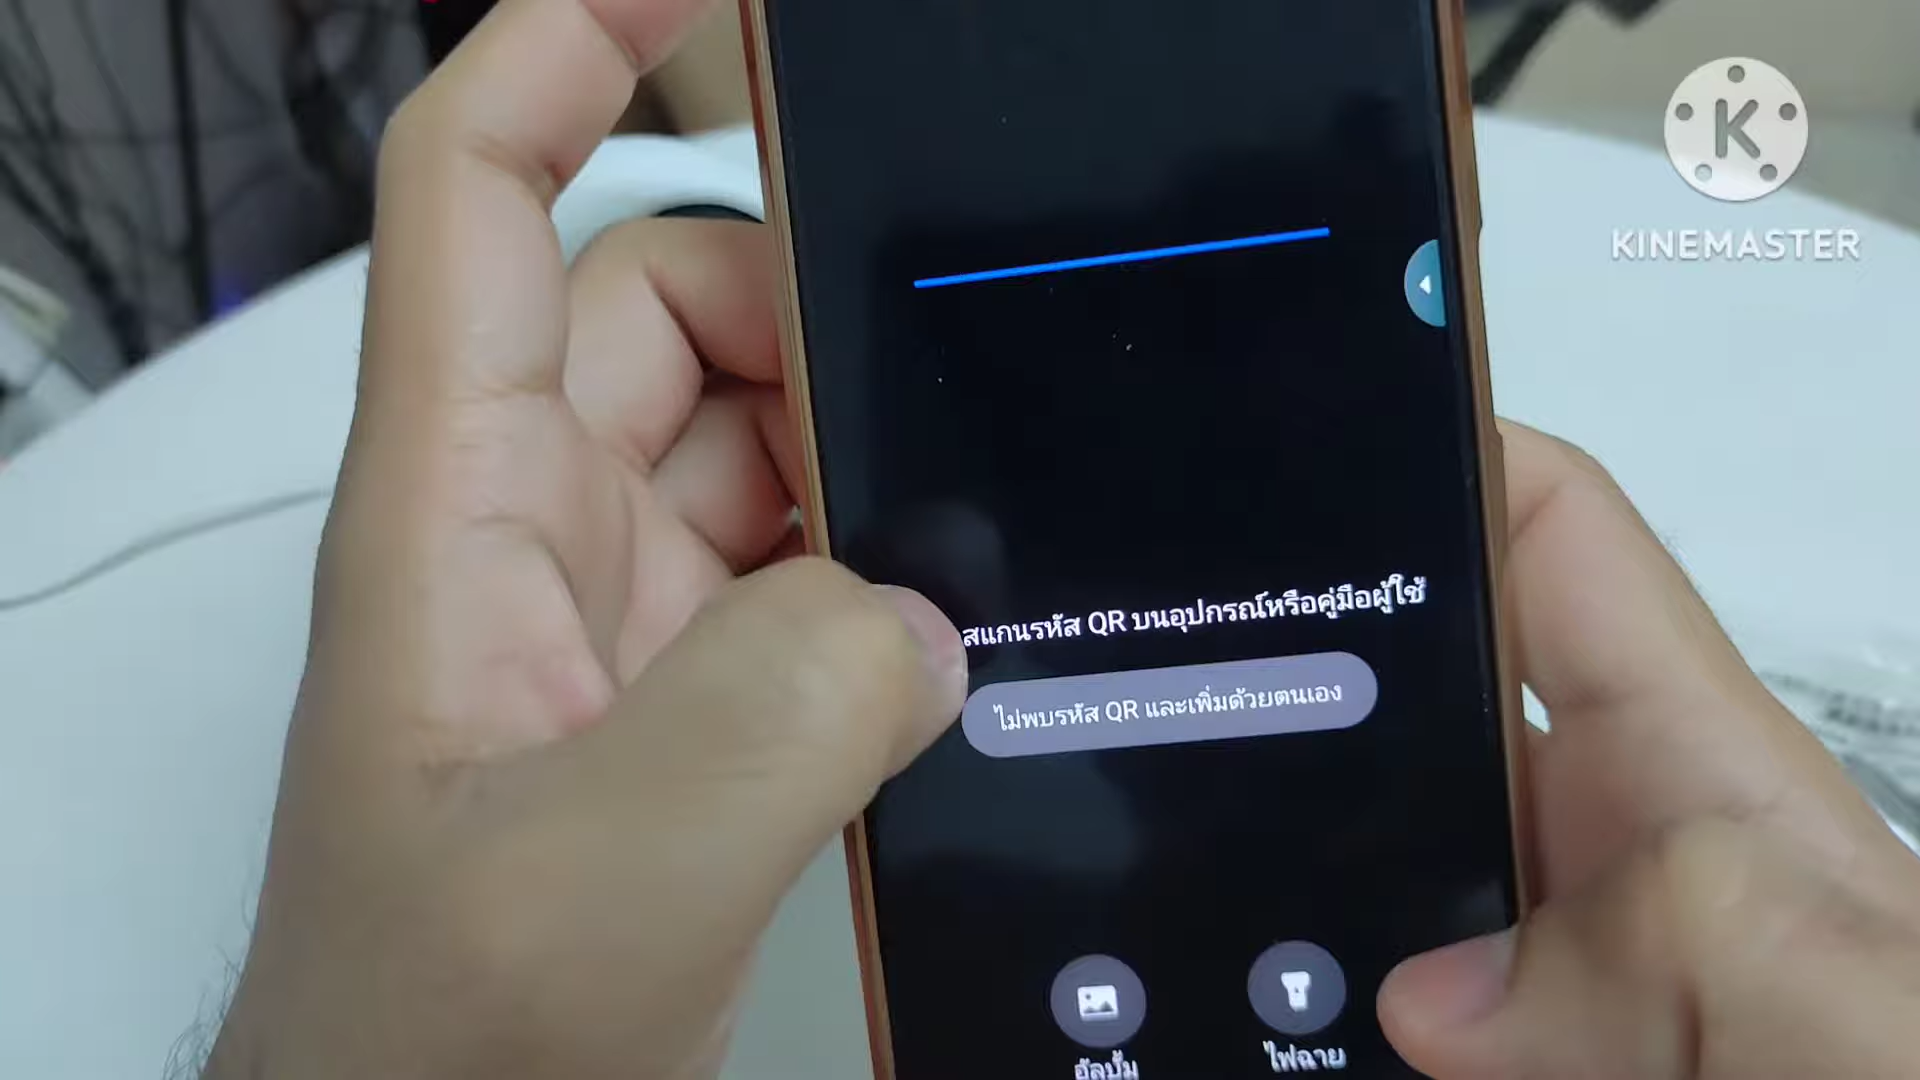 K
KINEMASTER
สแกนรหัส QR บนอุปกรณ์หรือคู่มือผู้ใช้
ไม่พบรหัส QR และเพิ่มด้วยตนเอง
อัลบั้ม
ไฟฉาย